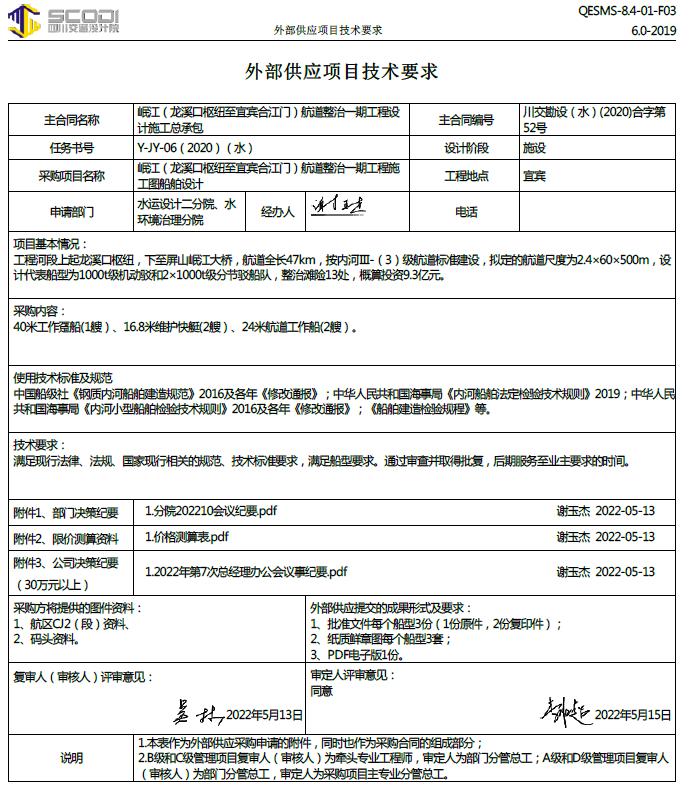 SCODI
四川交通设计院
外部供应项目技术要求
QESMS-8.4-01-F03
6.0-2019
外部供应项目技术要求
主合同名称
岷江（龙溪口枢纽至宜宾合江门）航道整治一期工程设
计施工总承包
主合同编号
川交勘设（水）(2020)合字第
52号
任务书号
Y-JY-06（2020）（水）
设计阶段
施设
采购项目名称
岷江（龙溪口枢纽至宜宾合江门）航道整治一期工程施
工图船舶设计
工程地点
宜宾
申请部门
水运设计二分院、水
环境治理分院
经办人
谢玉杰
电话
项目基本情况：
工程河段上起龙溪口枢纽，下至屏山岷江大桥，航道全长47km，按内河Ⅲ-（3）级航道标准建设，拟定的航道尺度为2.4×60×500m，设
计代表船型为1000t级机动驳和2×1000t级分节驳船队，整治滩险13处，概算投资9.3亿元。
采购内容：
40米工作趸船(1艘）、16.8米维护快艇(2艘）、24米航道工作船(2艘）。
使用技术标准及规范
中国船级社《钢质内河船舶建造规范》2016及各年《修改通报》；中华人民共和国海事局《内河船舶法定检验技术规则》2019；中华人民
共和国海事局《内河小型船舶检验技术规则》2016及各年《修改通报》；《船舶建造检验规程》等。
技术要求：
满足现行法律、法规、国家现行相关的规范、技术标准要求，满足船型要求。通过审查并取得批复，后期服务至业主要求的时间。
附件1、部门决策纪要
1.分院202210会议纪要.pdf
谢玉杰 2022-05-13
附件2、限价测算资料
1.价格测算表.pdf
谢玉杰 2022-05-13
附件3、公司决策纪要
（30万元以上）
1.2022年第7次总经理办公会议事纪要.pdf
谢玉杰 2022-05-13
采购方将提供的图件资料：
1、航区CJ2（段）资料、
2、码头资料。
外部供应提交的成果形式及要求：
1、批准文件每个船型3份（1份原件，2份复印件）；
2、纸质鲜章图每个船型3套；
3、PDF电子版1份。
复审人（审核人）评审意见：
2022年5月13日
审定人评审意见：
同意
2022年5月15日
说明
1.本表作为外部供应采购申请的附件，同时也作为采购合同的组成部分；
2.B级和C级管理项目复审人（审核人）为牵头专业工程师，审定人为部门分管总工；A级和D级管理项目复审人
（审核人）为部门分管总工，审定人为采购项目主专业分管总工。